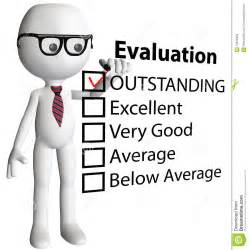 Evaluation
OUTSTANDING
Excellent
Very Good
Average
Below Average